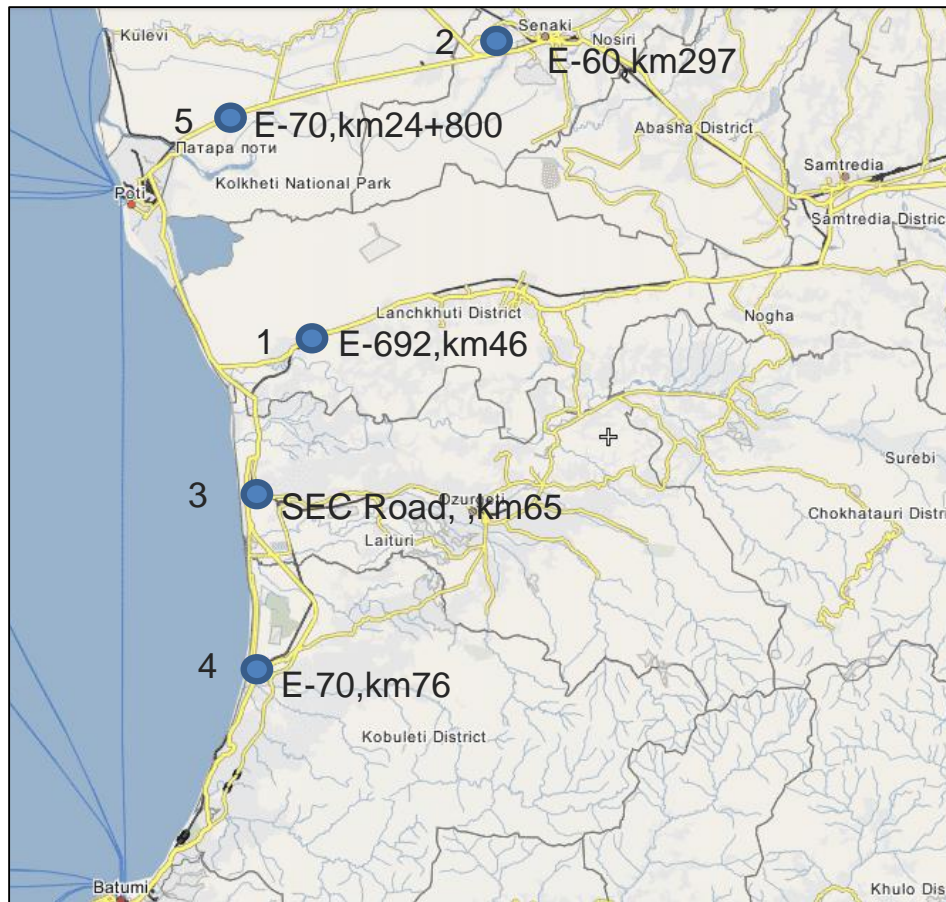 Kulevi
2
Senaki
Nosiri
E-60,km297
5
E-70,km24+800
Abasha District
Патара поти
Samtredia
Kolkheti National Park
Poti
Samtredia Distric
Lanchkhuti District
Nogha
1
E-692,km46
Surebi
3
Ozurgeti
SEC Road, ,km65
Chokhatauri Distri
Laituri
4
E-70,km76
Kobuleti District
Batumi
Khulo Dis